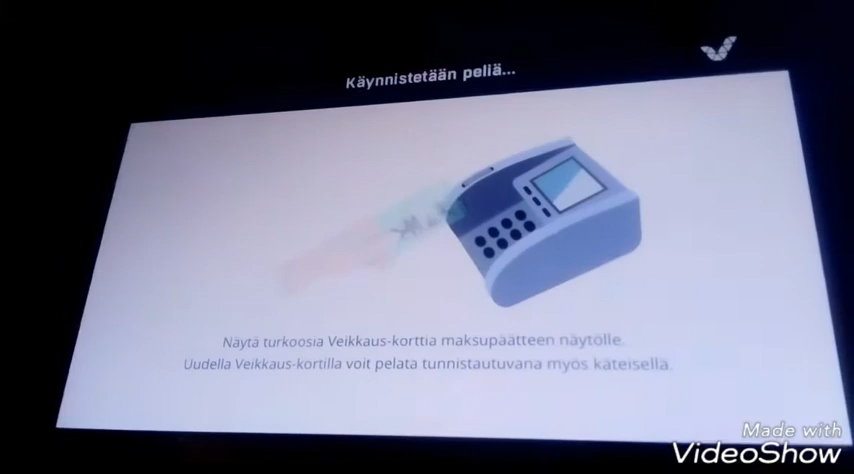 Käynnistetään peliä...
Näytä turkoosia Veikkaus-korttia maksupäätteen näytölle.
Uudella Veikkaus-kortilla voit pelata tunnistautuvana myös käteisellä.
Made with
VideoShow